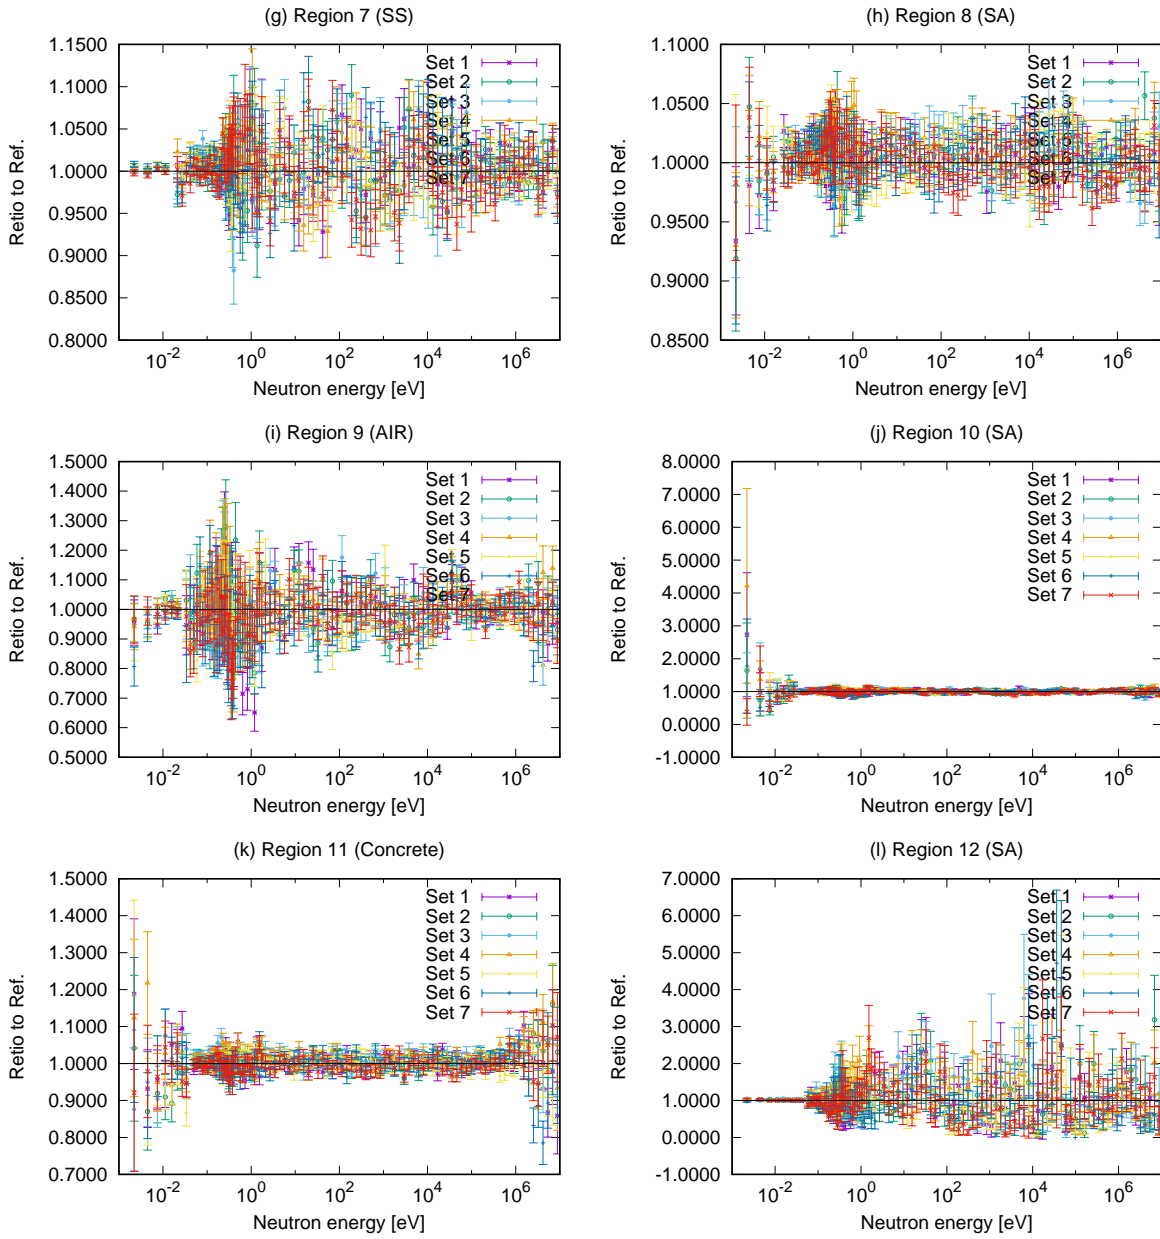 (g) Region 7 (SS)
Retio to Ref.
1.1500
1.1000
1.0500
1.0000
0.9500
0.9000
0.8500
0.8000
Set 1
Set 2
Set 3
Set 4
Set 5
Set 6
Set 7
10^-2 10^0 10^2 10^4 10^6
Neutron energy [eV]
(h) Region 8 (SA)
Retio to Ref.
1.1000
1.0500
1.0000
0.9500
0.9000
0.8500
Set 1
Set 2
Set 3
Set 4
Set 5
Set 6
Set 7
10^-2 10^0 10^2 10^4 10^6
Neutron energy [eV]
(i) Region 9 (AIR)
Retio to Ref.
1.5000
1.4000
1.3000
1.2000
1.1000
1.0000
0.9000
0.8000
0.7000
0.6000
0.5000
Set 1
Set 2
Set 3
Set 4
Set 5
Set 6
Set 7
10^-2 10^0 10^2 10^4 10^6
Neutron energy [eV]
(j) Region 10 (SA)
Retio to Ref.
8.0000
7.0000
6.0000
5.0000
4.0000
3.0000
2.0000
1.0000
0.0000
-1.0000
Set 1
Set 2
Set 3
Set 4
Set 5
Set 6
Set 7
10^-2 10^0 10^2 10^4 10^6
Neutron energy [eV]
(k) Region 11 (Concrete)
Retio to Ref.
1.5000
1.4000
1.3000
1.2000
1.1000
1.0000
0.9000
0.8000
0.7000
Set 1
Set 2
Set 3
Set 4
Set 5
Set 6
Set 7
10^-2 10^0 10^2 10^4 10^6
Neutron energy [eV]
(l) Region 12 (SA)
Retio to Ref.
7.0000
6.0000
5.0000
4.0000
3.0000
2.0000
1.0000
0.0000
-1.0000
Set 1
Set 2
Set 3
Set 4
Set 5
Set 6
Set 7
10^-2 10^0 10^2 10^4 10^6
Neutron energy [eV]